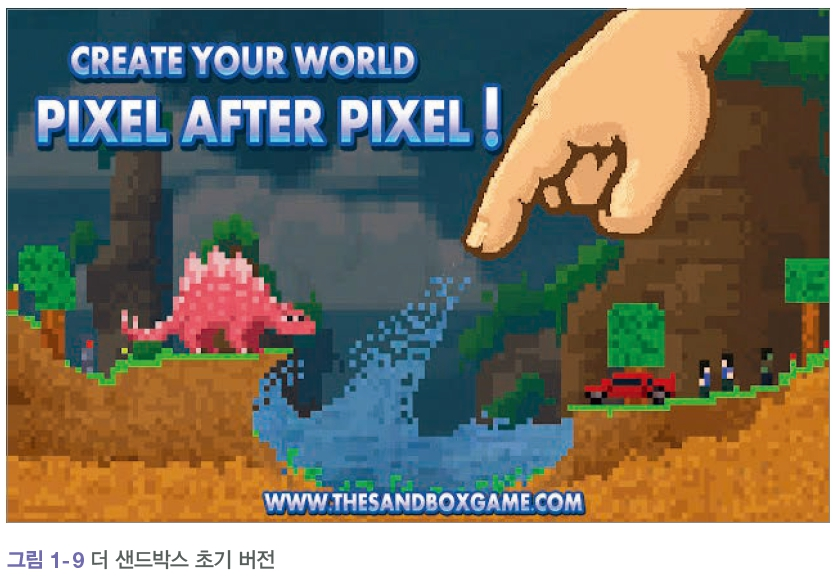 CREATE YOUR WORLD
PIXEL AFTER PIXEL !
WWW.THESANDBOXGAME.COM
그림 1-9 더 샌드박스 초기 버전